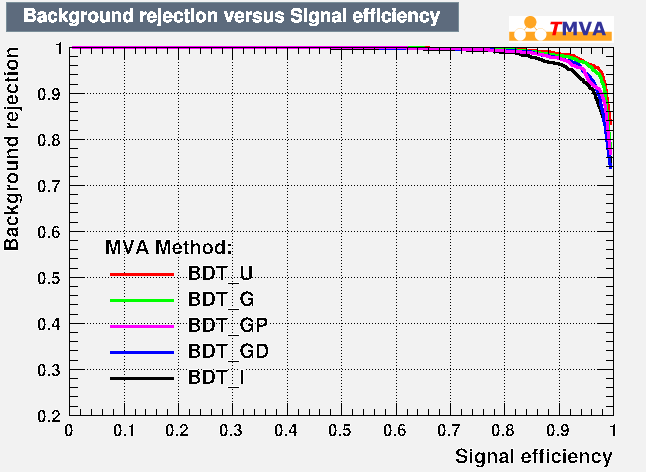 Background rejection versus Signal efficiency
TMVA
Background rejection
1
0.9
0.8
0.7
0.6
0.5
0.4
0.3
0.2
MVA Method:
BDT_U
BDT_G
BDT_GP
BDT_GD
BDT_I
0 0.1 0.2 0.3 0.4 0.5 0.6 0.7 0.8 0.9 1
Signal efficiency